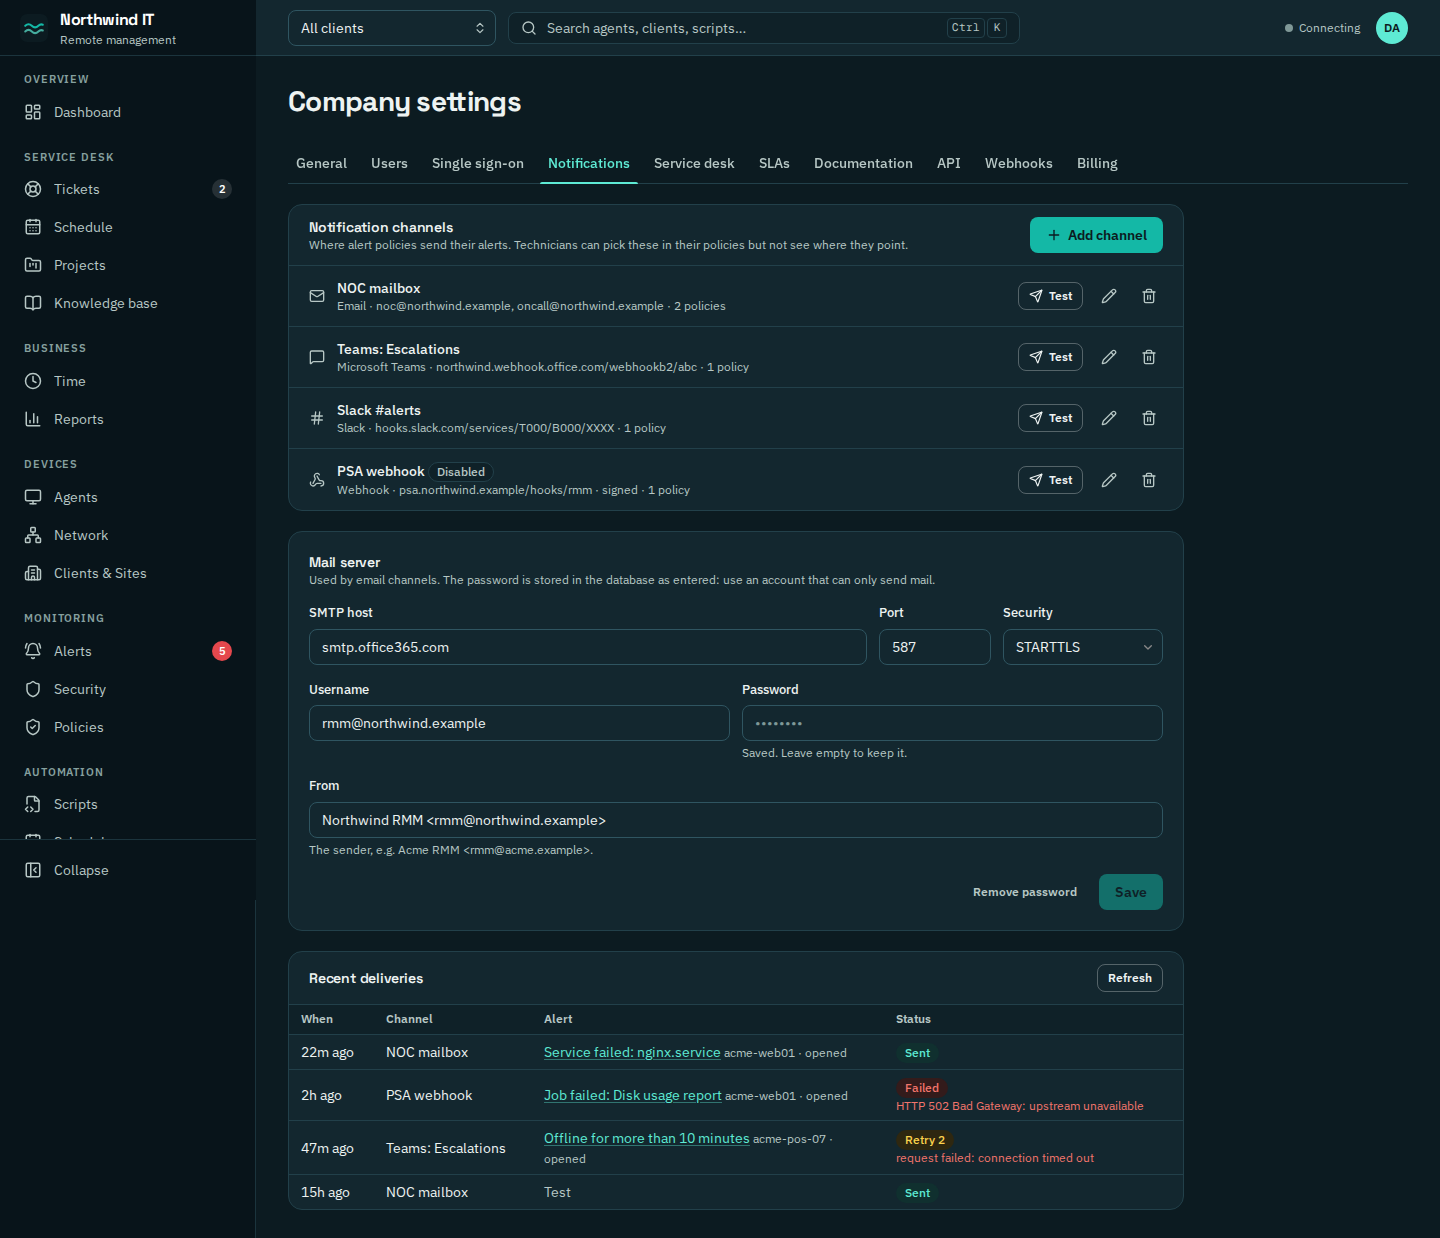 Northwind IT
Remote management
All clients
Search agents, clients, scripts...
Ctrl K
Connecting
DA
OVERVIEW
Dashboard
SERVICE DESK
Tickets 2
Schedule
Projects
Knowledge base
BUSINESS
Time
Reports
DEVICES
Agents
Network
Clients & Sites
MONITORING
Alerts 5
Security
Policies
AUTOMATION
Scripts
Collapse
Company settings
General Users Single sign-on Notifications Service desk SLAs Documentation API Webhooks Billing
Notification channels
Where alert policies send their alerts. Technicians can pick these in their policies but not see where they point.
Add channel
NOC mailbox
Email · noc@northwind.example, oncall@northwind.example · 2 policies
Test
Teams: Escalations
Microsoft Teams · northwind.webhook.office.com/webhookb2/abc · 1 policy
Test
Slack #alerts
Slack · hooks.slack.com/services/T000/B000/XXXX · 1 policy
Test
PSA webhook Disabled
Webhook · psa.northwind.example/hooks/rmm · signed · 1 policy
Test
Mail server
Used by email channels. The password is stored in the database as entered: use an account that can only send mail.
SMTP host Port Security
smtp.office365.com 587 STARTTLS
Username Password
rmm@northwind.example ••••••••
Saved. Leave empty to keep it.
From
Northwind RMM <rmm@northwind.example>
The sender, e.g. Acme RMM <rmm@acme.example>.
Remove password Save
Recent deliveries
Refresh
When Channel Alert Status
22m ago NOC mailbox Service failed: nginx.service acme-web01 · opened Sent
2h ago PSA webhook Job failed: Disk usage report acme-web01 · opened Failed
HTTP 502 Bad Gateway: upstream unavailable
47m ago Teams: Escalations Offline for more than 10 minutes acme-pos-07 · opened Retry 2
request failed: connection timed out
15h ago NOC mailbox Test Sent